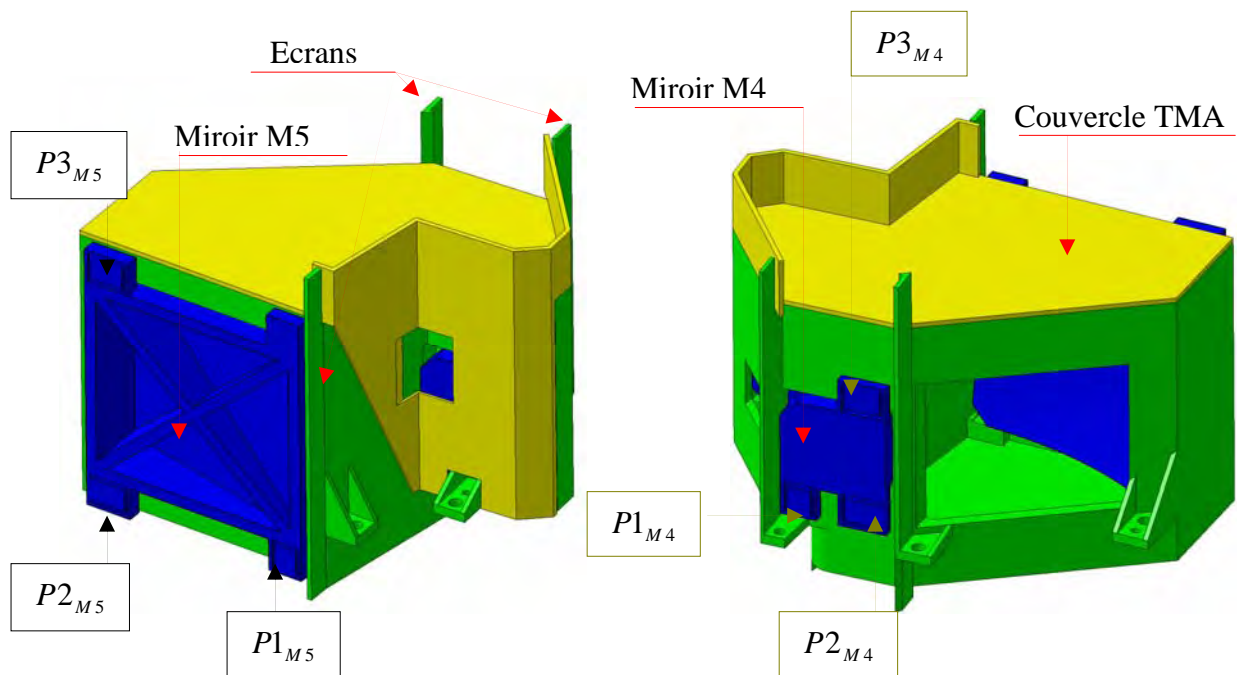 Ecrans
Miroir M5
P3M5
P2M5
P1M5
P3M4
Miroir M4
Couvercle TMA
P1M4
P2M4